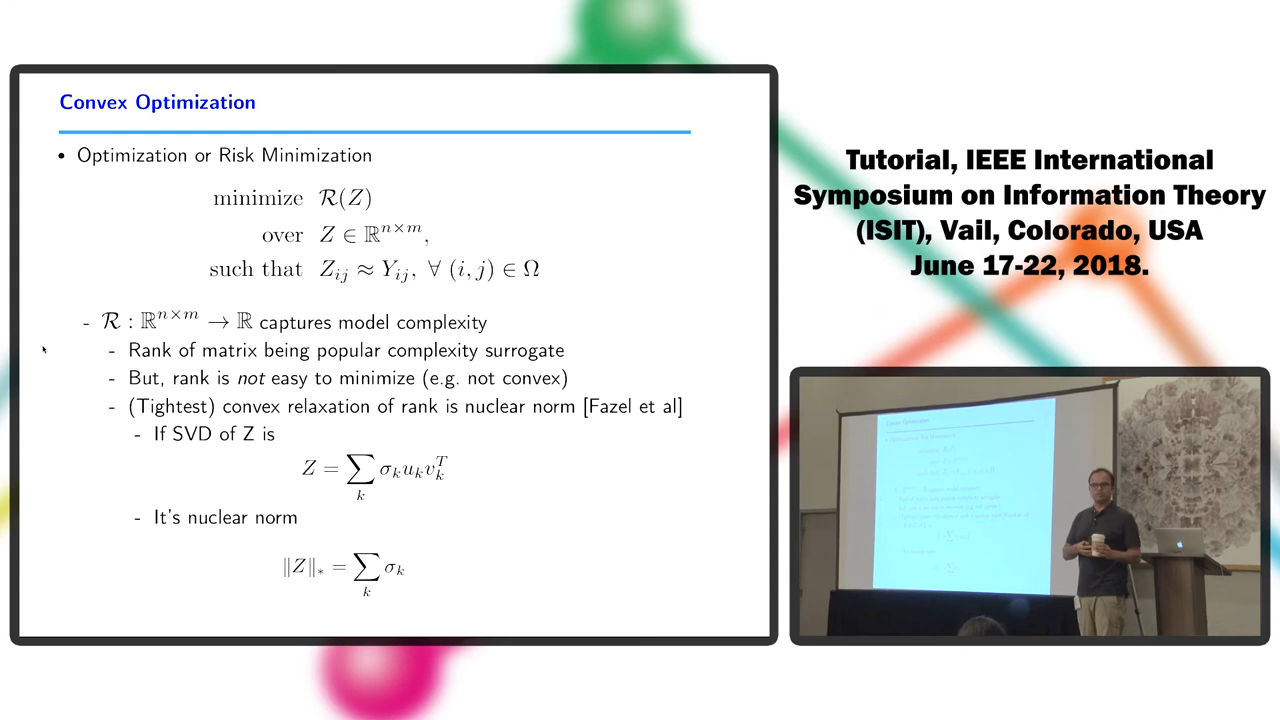 Convex Optimization
• Optimization or Risk Minimization
minimize R(Z)
over Z ∈ ℝ^{n×m},
such that Z_{ij} ≈ Y_{ij}, ∀ (i, j) ∈ Ω
- R : ℝ^{n×m} → ℝ captures model complexity
- Rank of matrix being popular complexity surrogate
- But, rank is not easy to minimize (e.g. not convex)
- (Tightest) convex relaxation of rank is nuclear norm [Fazel et al]
- If SVD of Z is
Z = ∑_k σ_k u_k v_k^T
- It's nuclear norm
‖Z‖_* = ∑_k σ_k
Tutorial, IEEE International
Symposium on Information Theory
(ISIT), Vail, Colorado, USA
June 17-22, 2018.